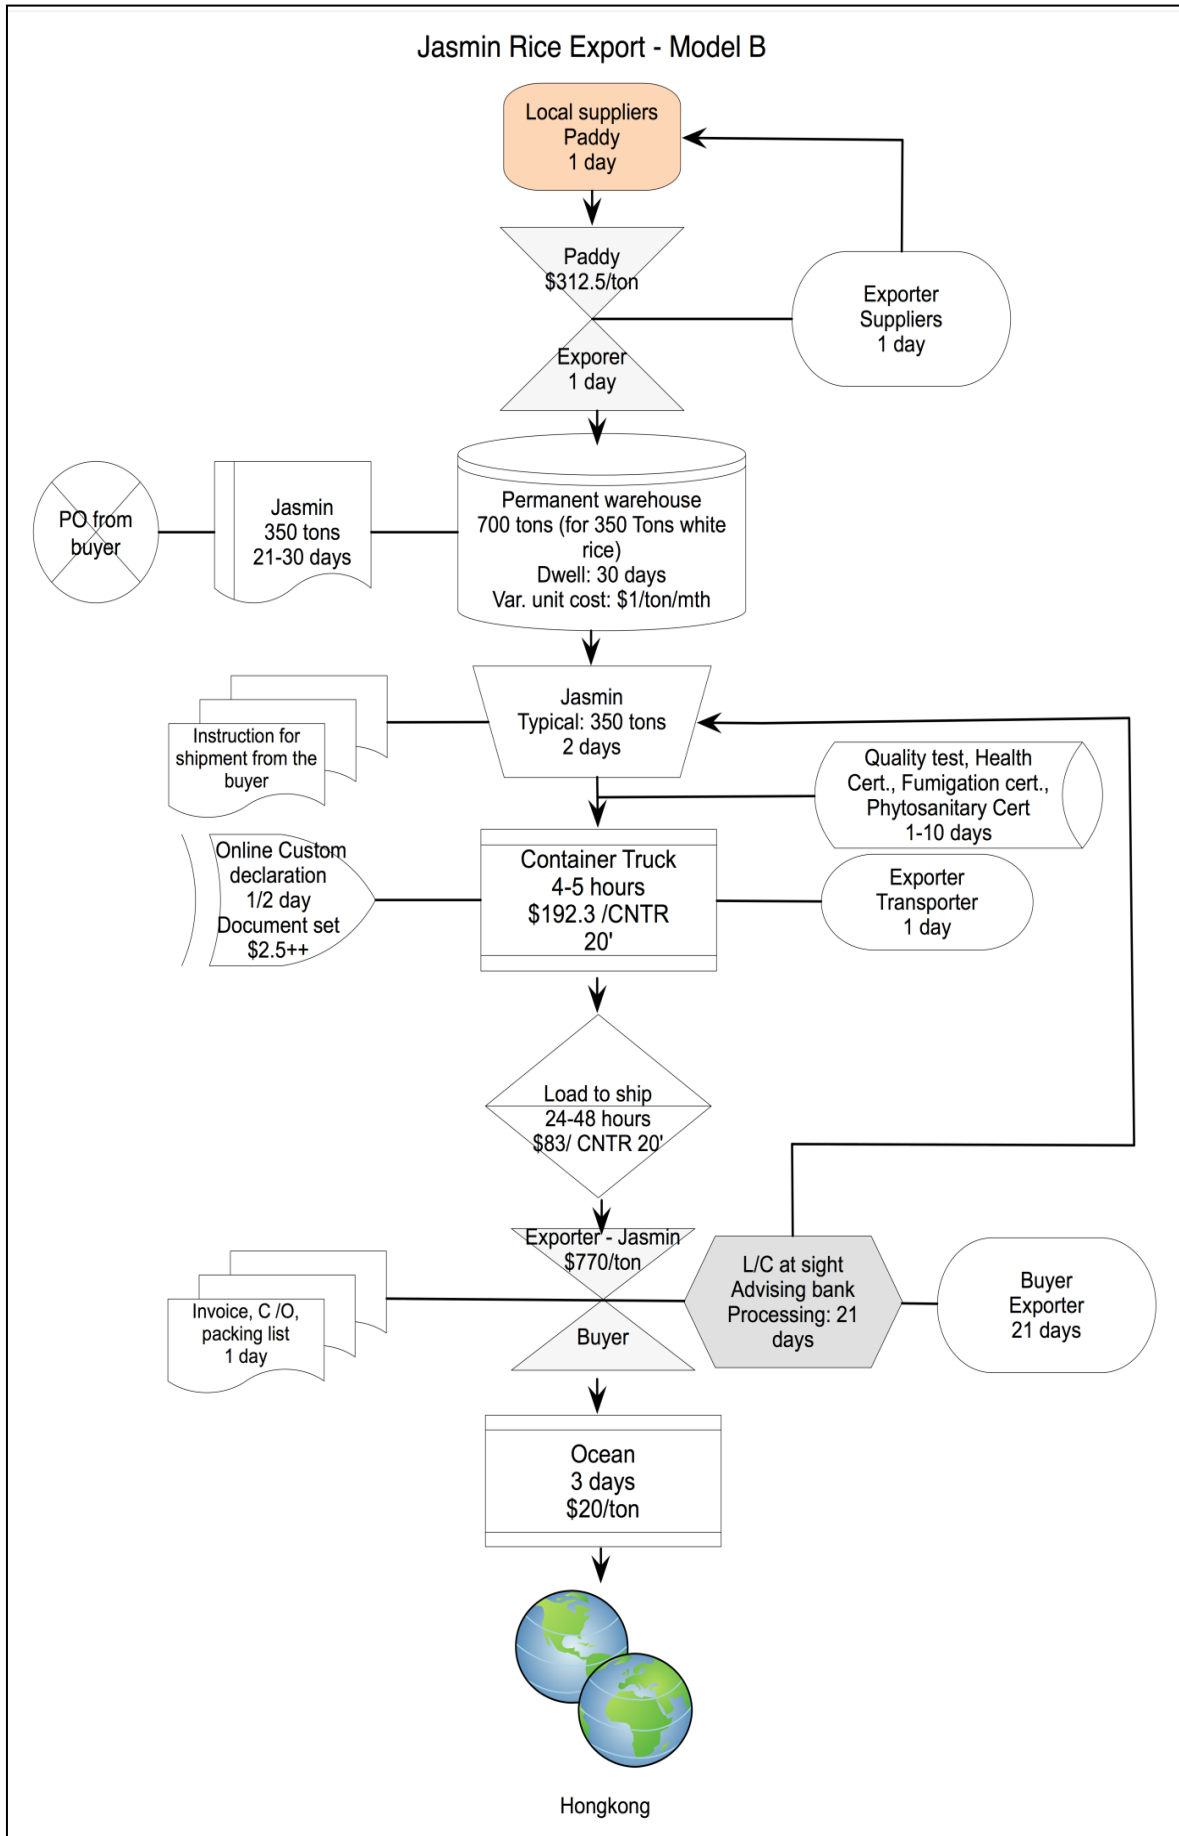 Jasmin Rice Export - Model B
Local suppliers
Paddy
1 day
Paddy
$312.5/ton
Exporer
1 day
Exporter
Suppliers
1 day
PO from
buyer
Jasmin
350 tons
21-30 days
Permanent warehouse
700 tons (for 350 Tons white
rice)
Dwell: 30 days
Var. unit cost: $1/ton/mth
Instruction for
shipment from the
buyer
Jasmin
Typical: 350 tons
2 days
Quality test, Health
Cert., Fumigation cert.,
Phytosanitary Cert
1-10 days
Online Custom
declaration
1/2 day
Document set
$2.5++
Container Truck
4-5 hours
$192.3 /CNTR
20'
Exporter
Transporter
1 day
Load to ship
24-48 hours
$83/ CNTR 20'
Exporter - Jasmin
$770/ton
Buyer
Invoice, C /O,
packing list
1 day
L/C at sight
Advising bank
Processing: 21
days
Buyer
Exporter
21 days
Ocean
3 days
$20/ton
Hongkong